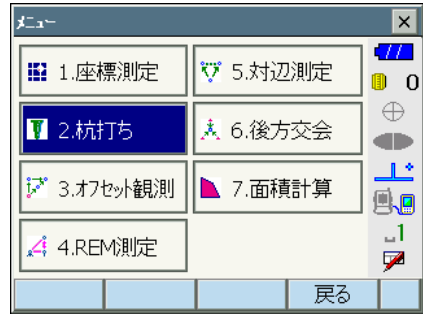 メニュー
1.座標測定
5.対辺測定
2.杭打ち
6.後方交会
3.オフセット観測
7.面積計算
4.REM測定
0
1
戻る